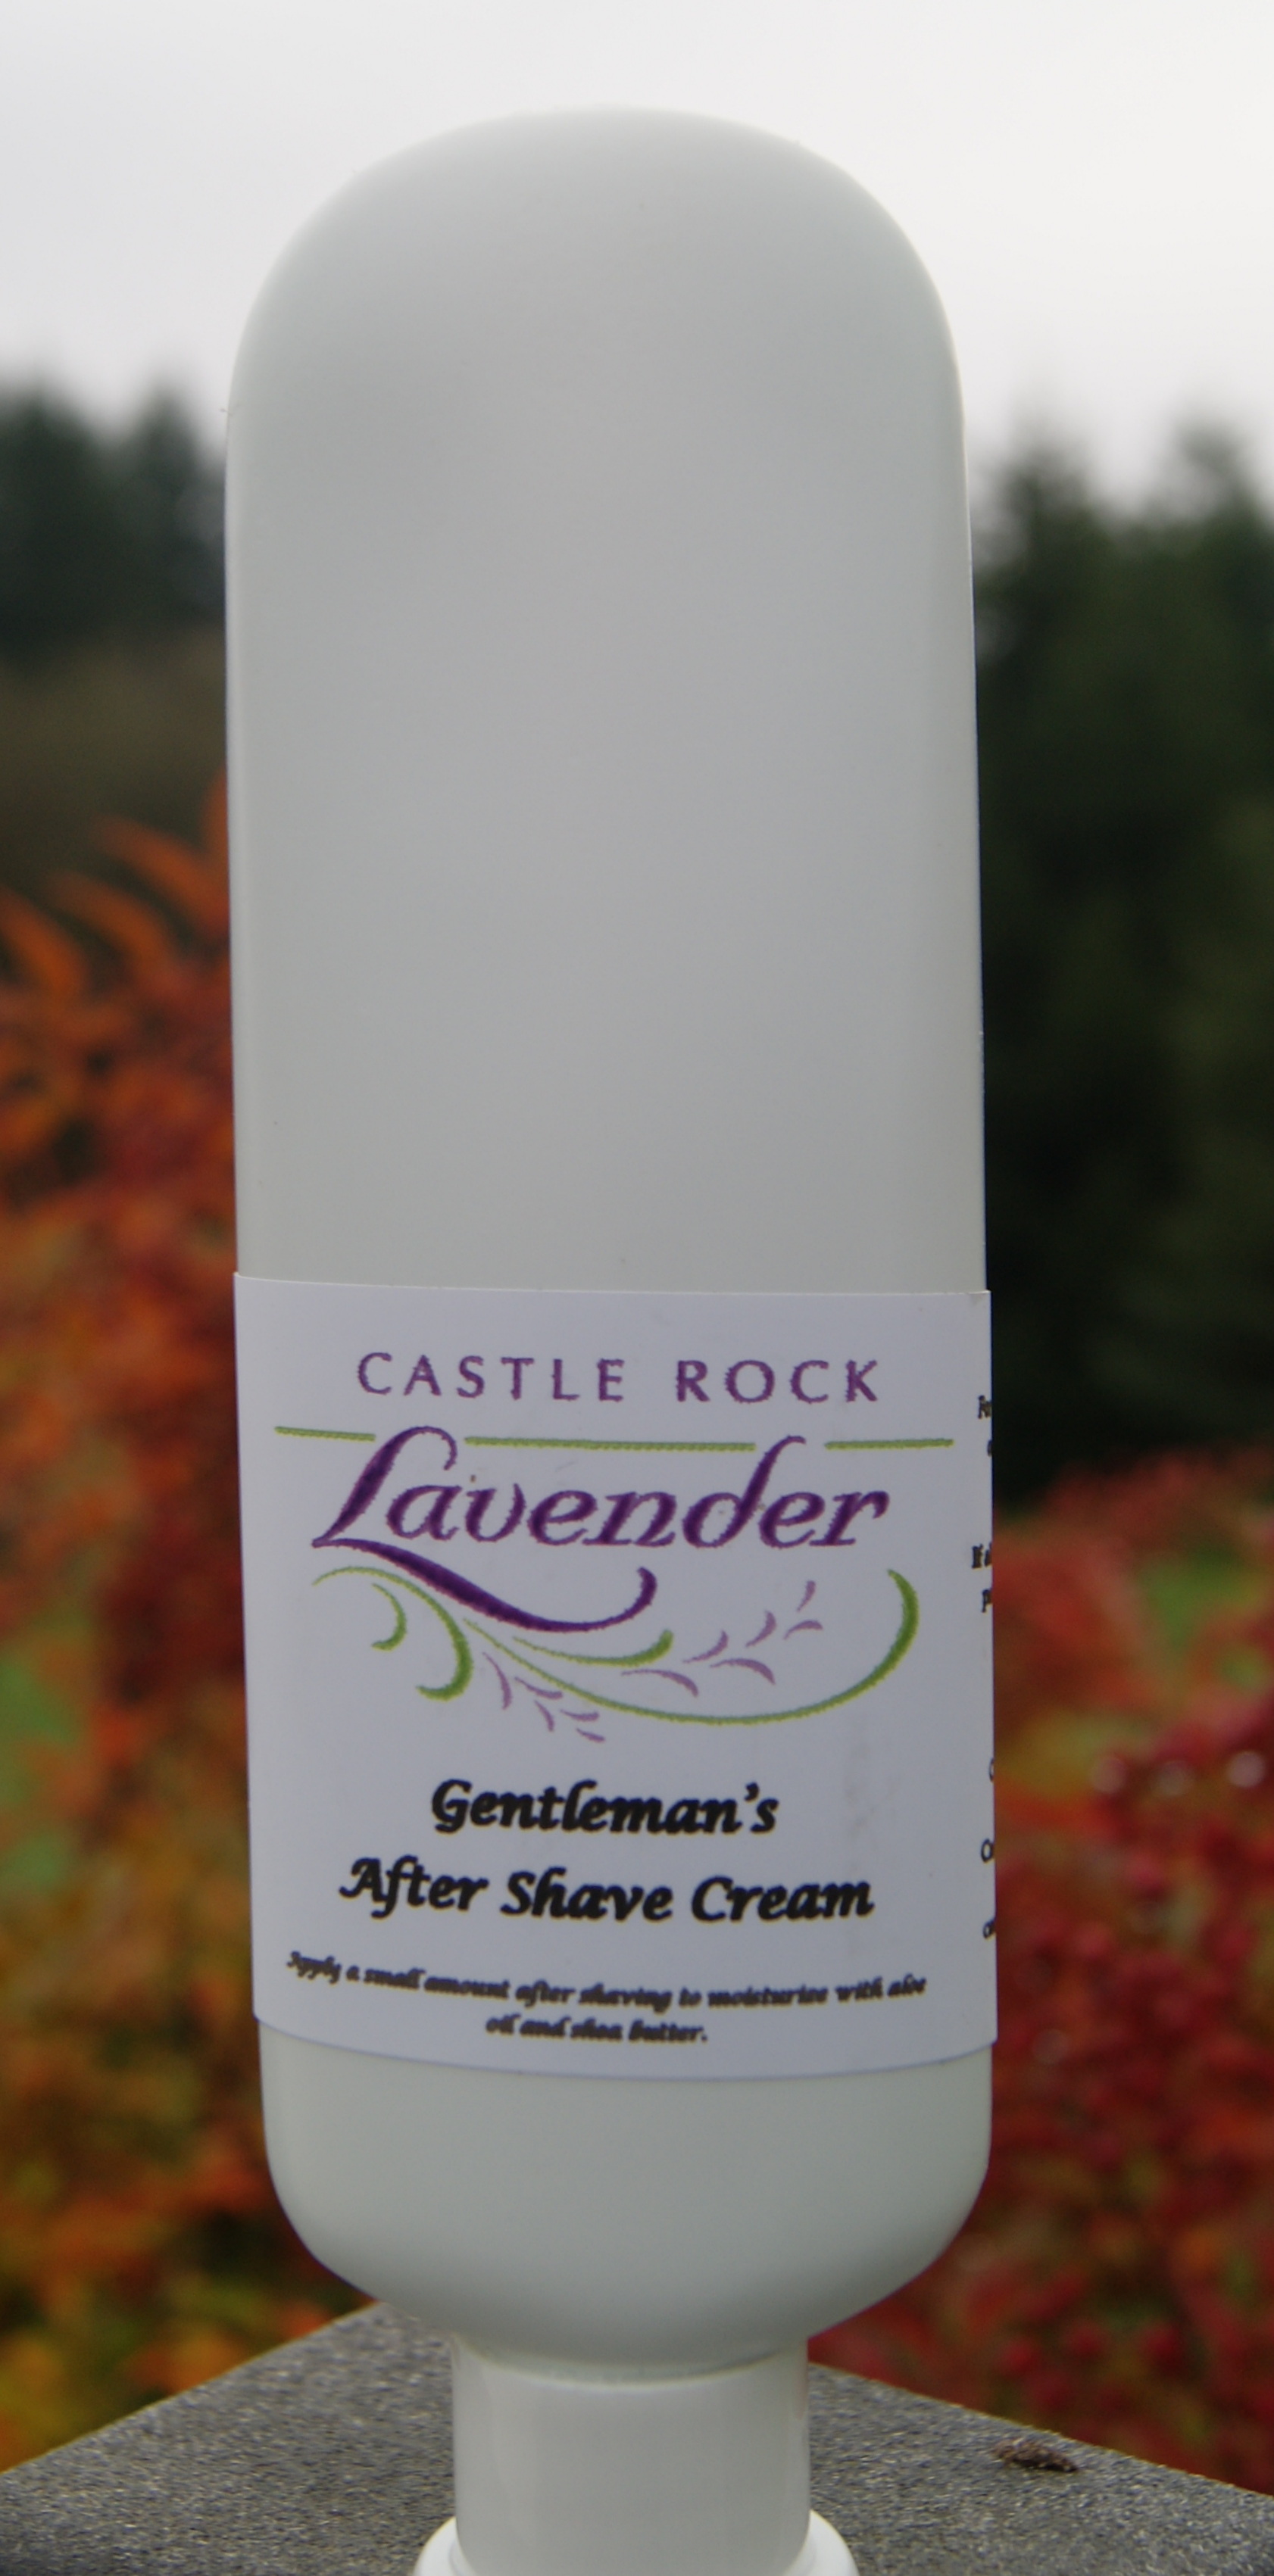 CASTLE ROCK
Lavender
Gentleman's
After Shave Cream
Apply a small amount after shaving to moisturize with aloe
oil and shea butter.